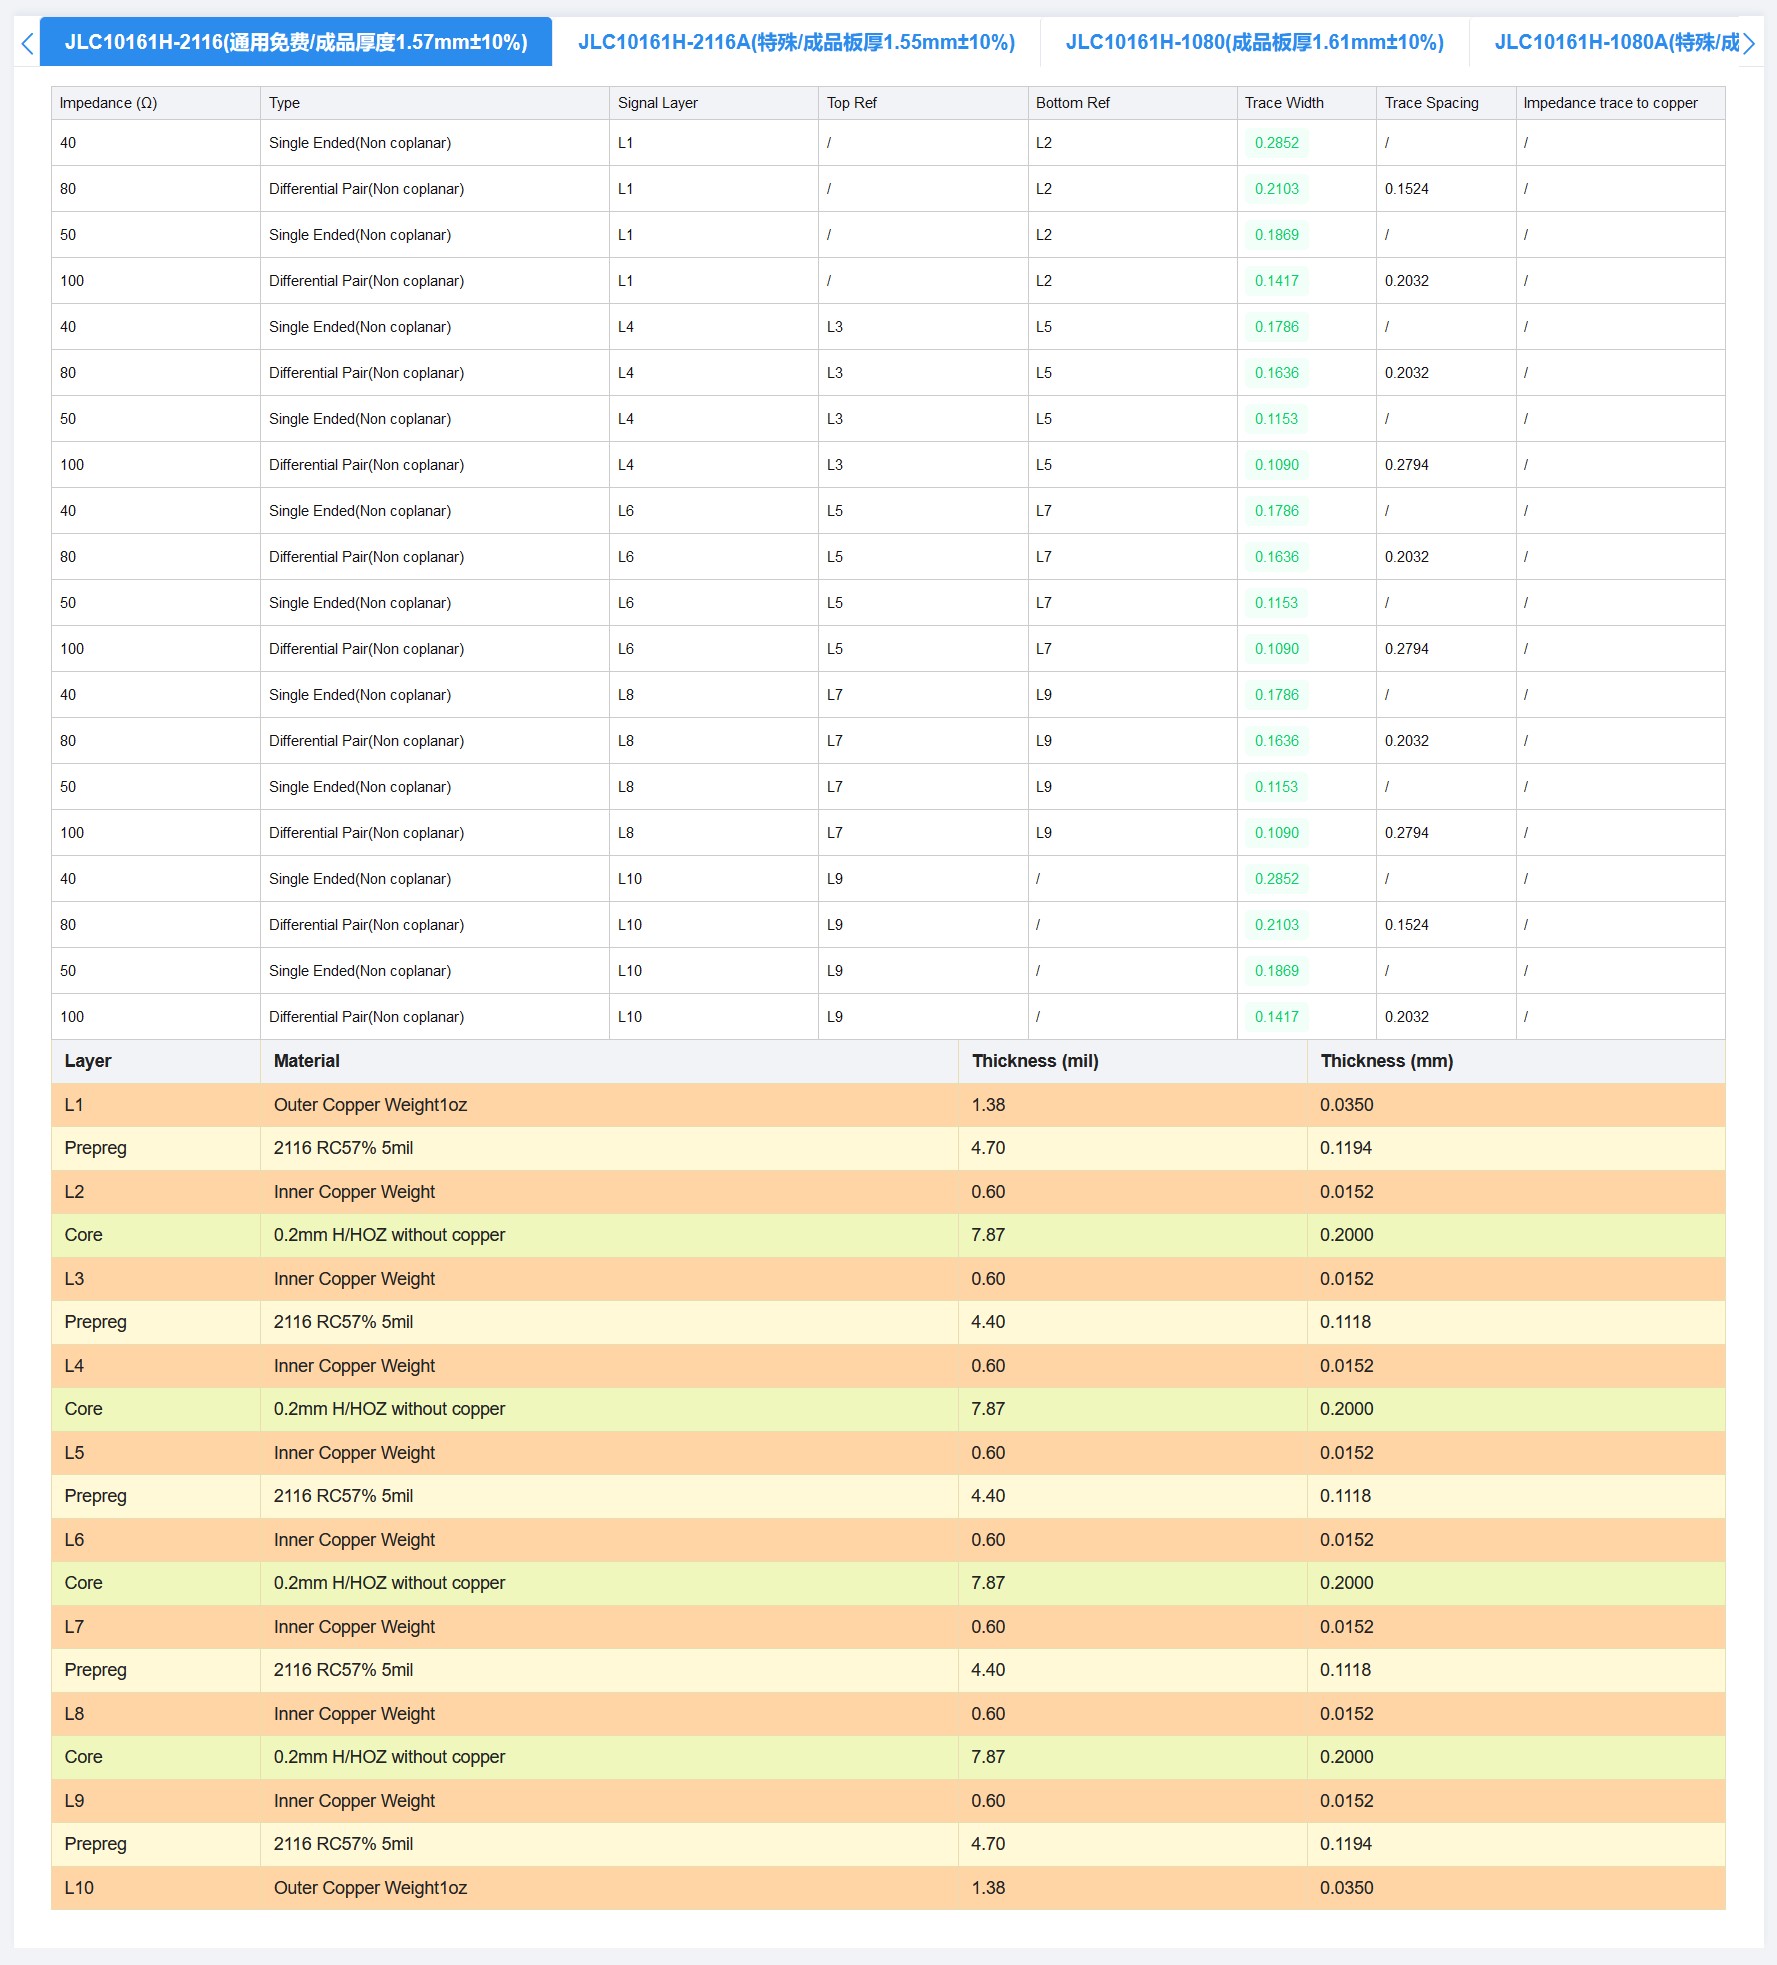 JLC10161H-2116(通用免费/成品厚度1.57mm±10%) JLC10161H-2116A(特殊/成品板厚1.55mm±10%) JLC10161H-1080(成品板厚1.61mm±10%) JLC10161H-1080A(特殊/成
Impedance (Ω) Type Signal Layer Top Ref Bottom Ref Trace Width Trace Spacing Impedance trace to copper
40 Single Ended(Non coplanar) L1 / L2 0.2852 / /
80 Differential Pair(Non coplanar) L1 / L2 0.2103 0.1524 /
50 Single Ended(Non coplanar) L1 / L2 0.1869 / /
100 Differential Pair(Non coplanar) L1 / L2 0.1417 0.2032 /
40 Single Ended(Non coplanar) L4 L3 L5 0.1786 / /
80 Differential Pair(Non coplanar) L4 L3 L5 0.1636 0.2032 /
50 Single Ended(Non coplanar) L4 L3 L5 0.1153 / /
100 Differential Pair(Non coplanar) L4 L3 L5 0.1090 0.2794 /
40 Single Ended(Non coplanar) L6 L5 L7 0.1786 / /
80 Differential Pair(Non coplanar) L6 L5 L7 0.1636 0.2032 /
50 Single Ended(Non coplanar) L6 L5 L7 0.1153 / /
100 Differential Pair(Non coplanar) L6 L5 L7 0.1090 0.2794 /
40 Single Ended(Non coplanar) L8 L7 L9 0.1786 / /
80 Differential Pair(Non coplanar) L8 L7 L9 0.1636 0.2032 /
50 Single Ended(Non coplanar) L8 L7 L9 0.1153 / /
100 Differential Pair(Non coplanar) L8 L7 L9 0.1090 0.2794 /
40 Single Ended(Non coplanar) L10 L9 / 0.2852 / /
80 Differential Pair(Non coplanar) L10 L9 / 0.2103 0.1524 /
50 Single Ended(Non coplanar) L10 L9 / 0.1869 / /
100 Differential Pair(Non coplanar) L10 L9 / 0.1417 0.2032 /
Layer Material Thickness (mil) Thickness (mm)
L1 Outer Copper Weight1oz 1.38 0.0350
Prepreg 2116 RC57% 5mil 4.70 0.1194
L2 Inner Copper Weight 0.60 0.0152
Core 0.2mm H/HOZ without copper 7.87 0.2000
L3 Inner Copper Weight 0.60 0.0152
Prepreg 2116 RC57% 5mil 4.40 0.1118
L4 Inner Copper Weight 0.60 0.0152
Core 0.2mm H/HOZ without copper 7.87 0.2000
L5 Inner Copper Weight 0.60 0.0152
Prepreg 2116 RC57% 5mil 4.40 0.1118
L6 Inner Copper Weight 0.60 0.0152
Core 0.2mm H/HOZ without copper 7.87 0.2000
L7 Inner Copper Weight 0.60 0.0152
Prepreg 2116 RC57% 5mil 4.40 0.1118
L8 Inner Copper Weight 0.60 0.0152
Core 0.2mm H/HOZ without copper 7.87 0.2000
L9 Inner Copper Weight 0.60 0.0152
Prepreg 2116 RC57% 5mil 4.70 0.1194
L10 Outer Copper Weight1oz 1.38 0.0350